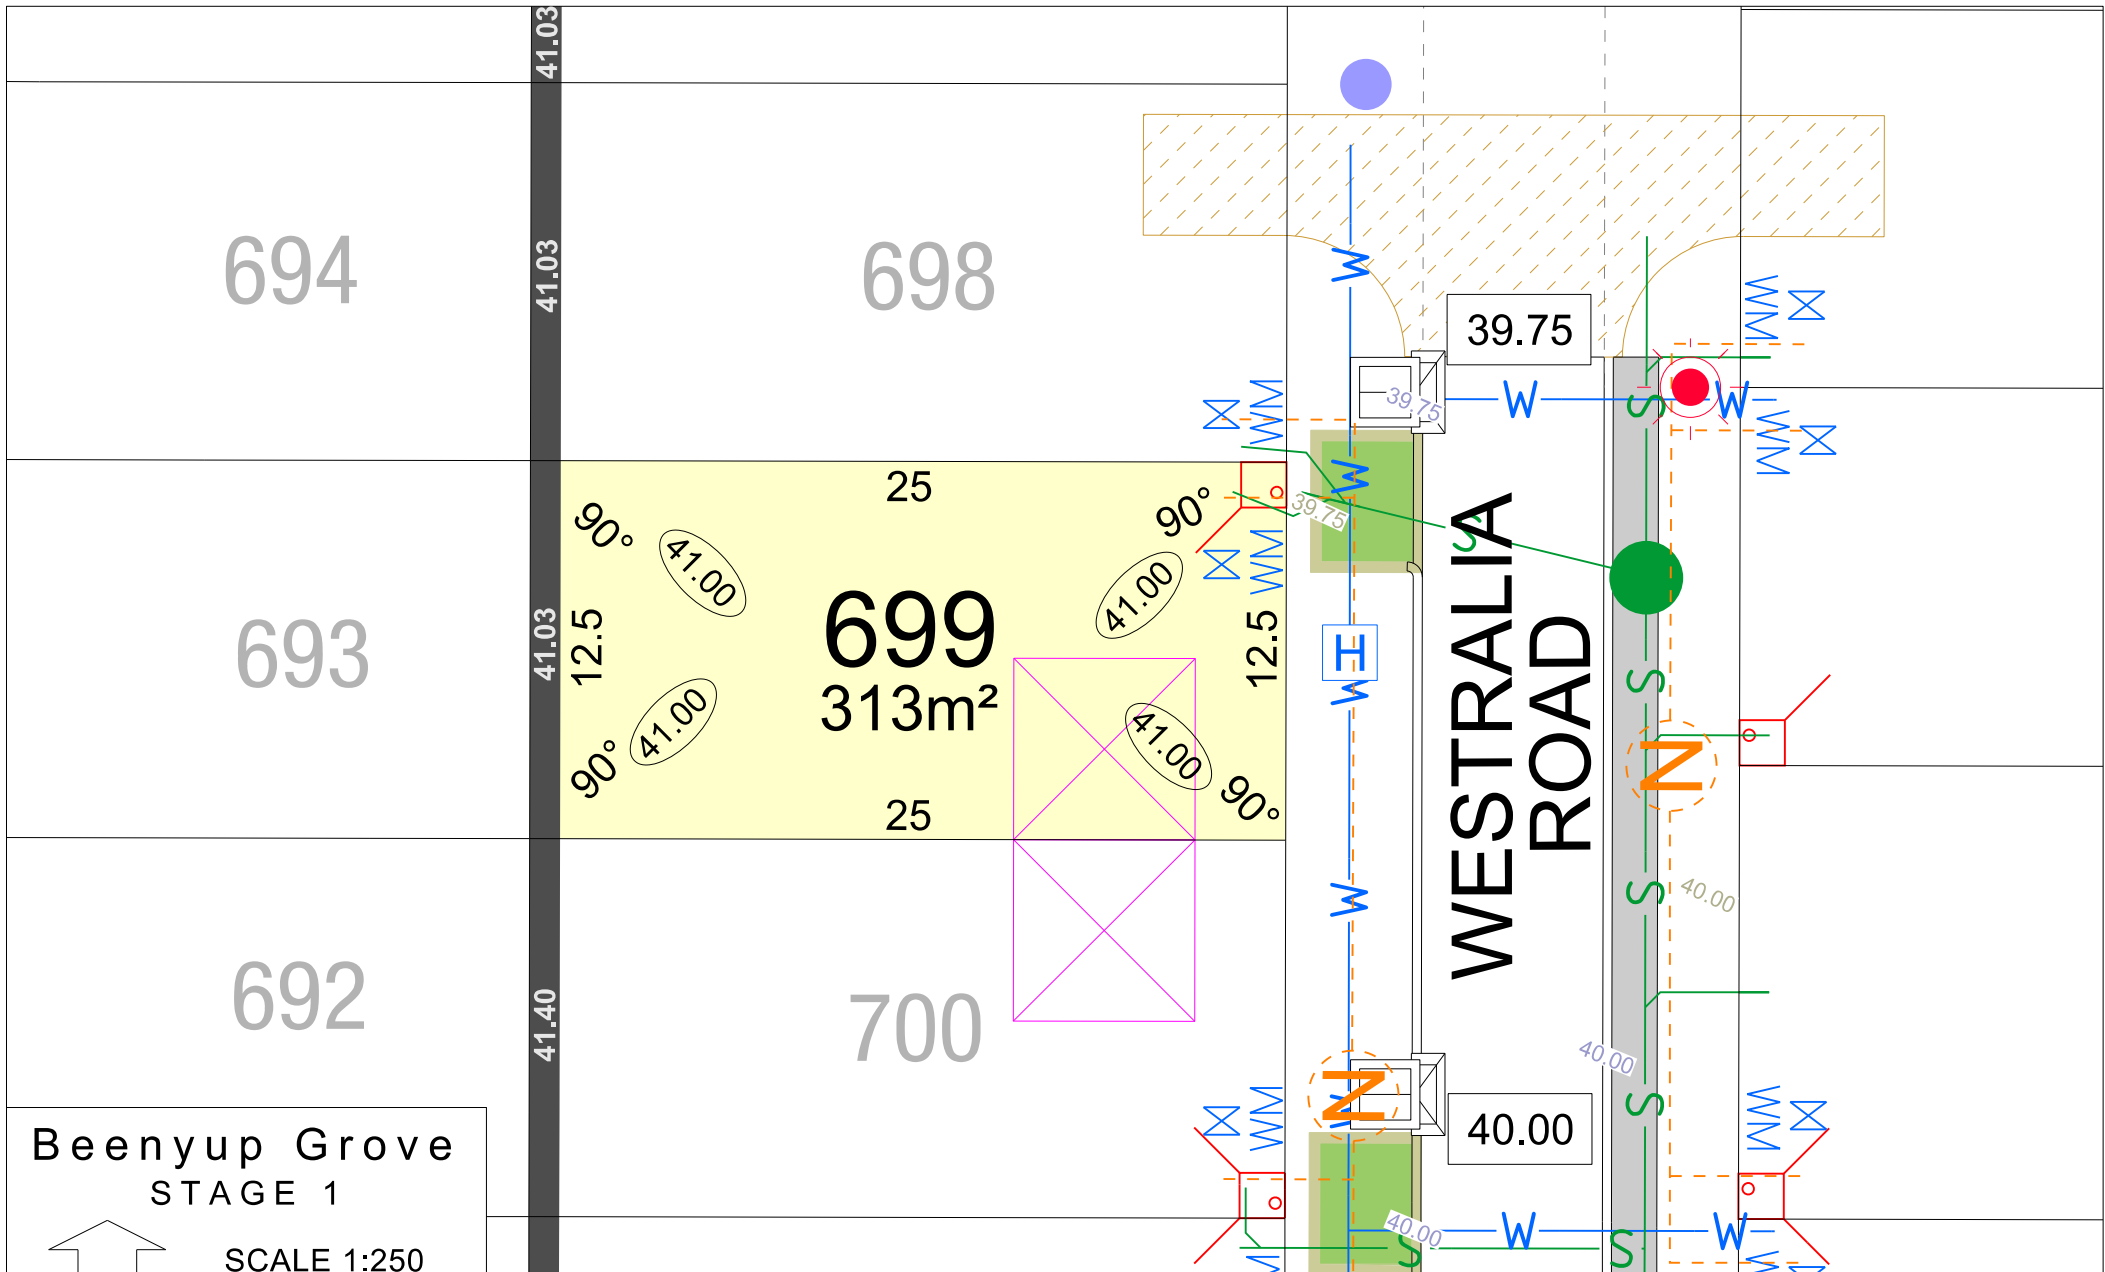 41.03
694
41.03
698
W
39.75
39.75
W
W
S
W
25
90°
90°
39.75
S
41.00
41.00
693
41.03
12.5
699
313m²
12.5
H
W
WESTRALIA
ROAD
S
N
41.00
41.00
90°
90°
25
W
S
40.00
692
41.40
700
40.00
N
W
40.00
S
Beenyup Grove
STAGE 1
SCALE 1:250
40.00
W
W
S
S